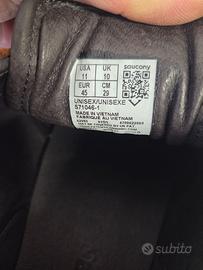 USA UK saucony
11 10
EUR CM
45 29
UNISEX/UNISEXE
571046-1
MADE IN VIETNAM
FABRIQUE AU VIETNAM
subito